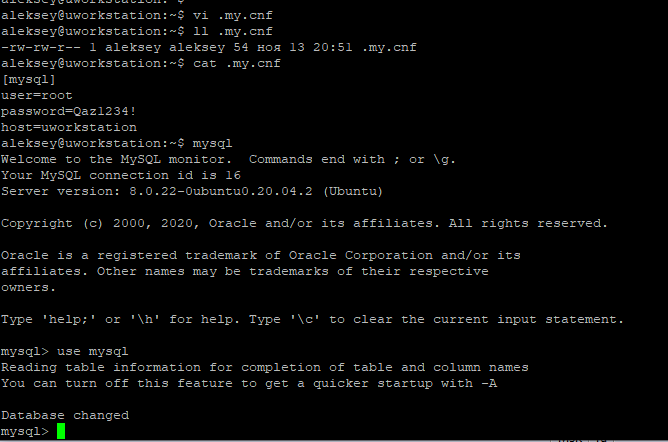 aleksey@uworkstation:~$ vi .my.cnf
aleksey@uworkstation:~$ ll .my.cnf
-rw-rw-r-- 1 aleksey aleksey 54 ноя 13 20:51 .my.cnf
aleksey@uworkstation:~$ cat .my.cnf
[mysql]
user=root
password=Qaz1234!
host=uworkstation
aleksey@uworkstation:~$ mysql
Welcome to the MySQL monitor.  Commands end with ; or \g.
Your MySQL connection id is 16
Server version: 8.0.22-0ubuntu0.20.04.2 (Ubuntu)
Copyright (c) 2000, 2020, Oracle and/or its affiliates. All rights reserved.
Oracle is a registered trademark of Oracle Corporation and/or its
affiliates. Other names may be trademarks of their respective
owners.
Type 'help;' or '\h' for help. Type '\c' to clear the current input statement.
mysql> use mysql
Reading table information for completion of table and column names
You can turn off this feature to get a quicker startup with -A
Database changed
mysql>